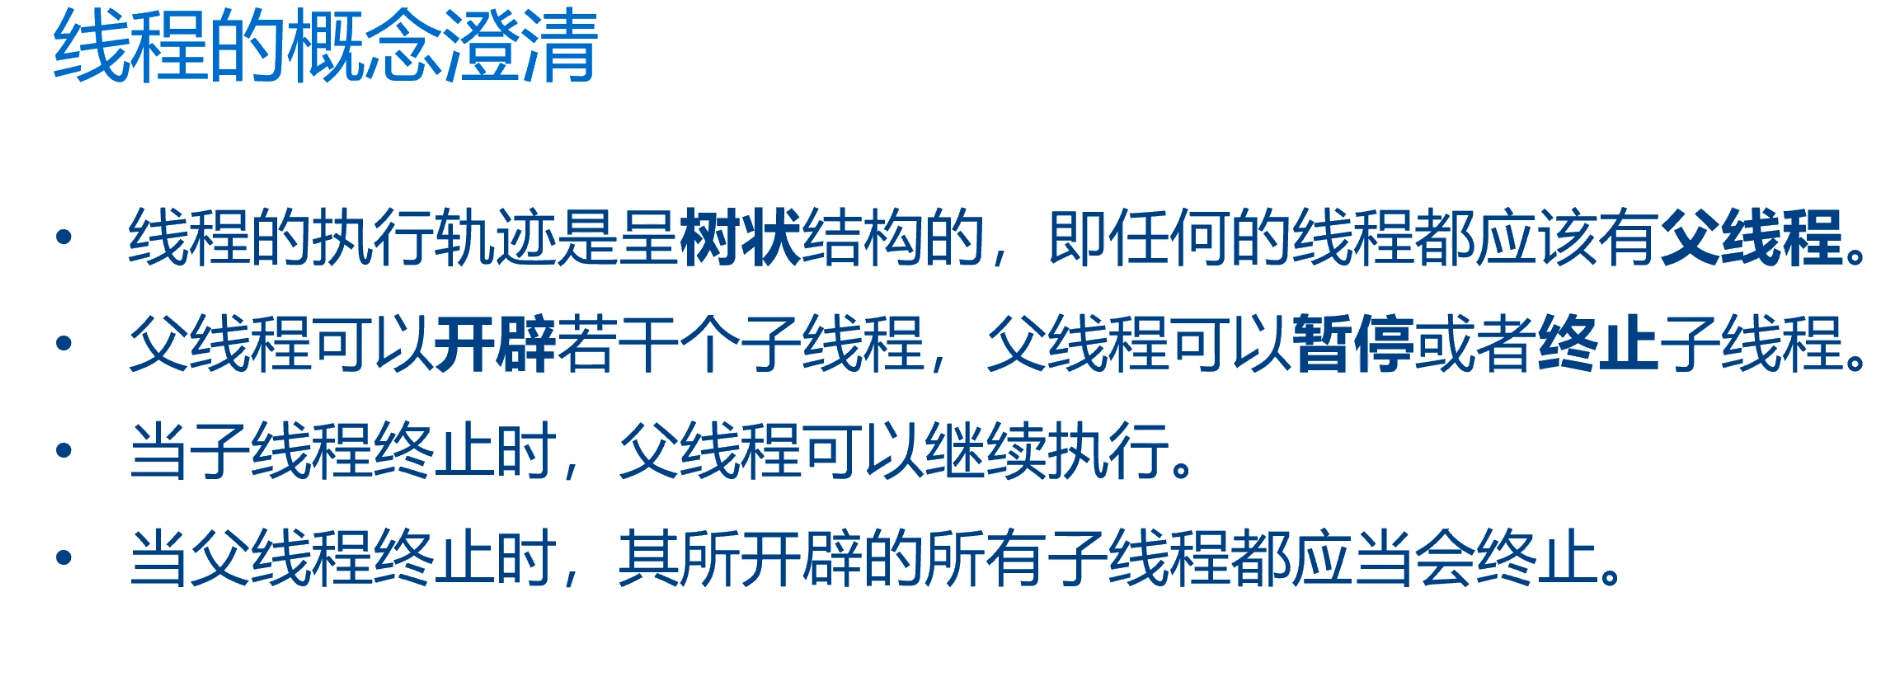 线程的概念澄清
• 线程的执行轨迹是呈树状结构的，即任何的线程都应该有父线程。
• 父线程可以开辟若干个子线程，父线程可以暂停或者终止子线程。
• 当子线程终止时，父线程可以继续执行。
• 当父线程终止时，其所开辟的所有子线程都应当会终止。